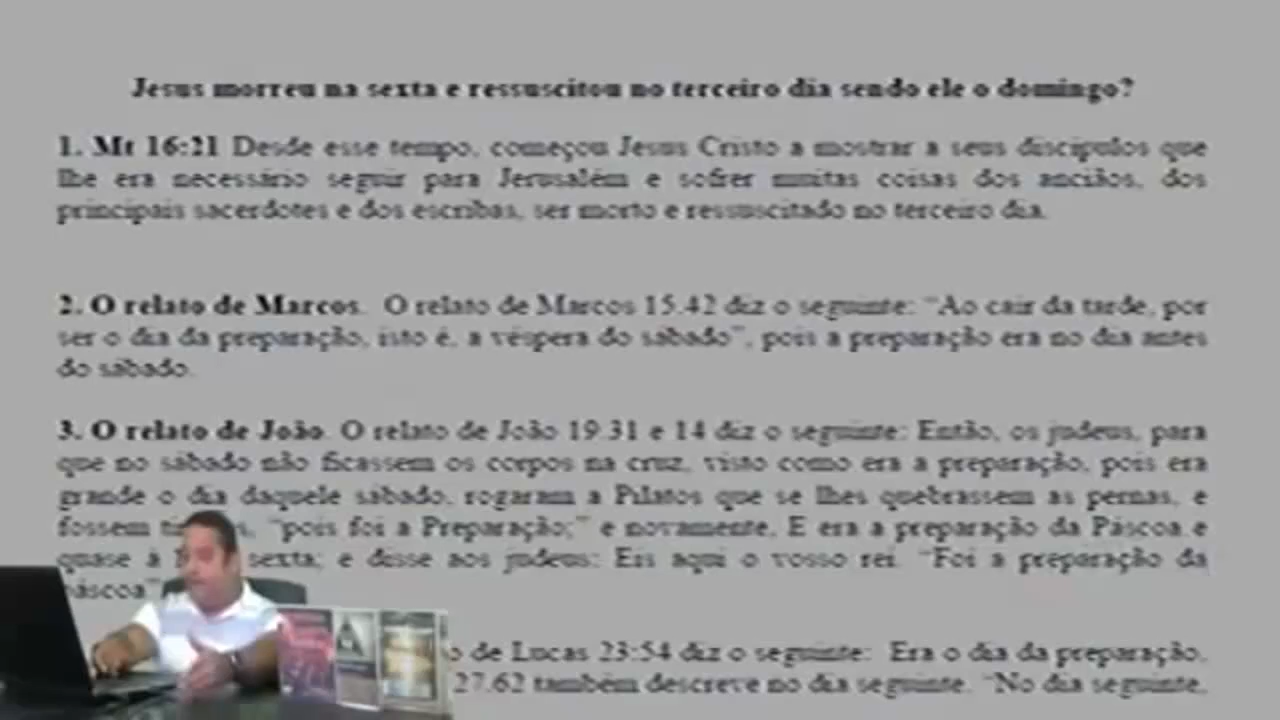 Jesus morreu na sexta e ressuscitou no terceiro dia sendo ele o domingo?
1. Mt 16:21 Desde esse tempo, começou Jesus Cristo a mostrar a seus discípulos que
lhe era necessário seguir para Jerusalém e sofrer muitas coisas dos anciãos, dos
principais sacerdotes e dos escribas, ser morto e ressuscitado no terceiro dia.
2. O relato de Marcos. O relato de Marcos 15.42 diz o seguinte: "Ao cair da tarde, por
ser o dia da preparação, isto é, a véspera do sábado", pois a preparação era no dia antes
do sábado.
3. O relato de João. O relato de João 19.31 e 14 diz o seguinte: Então, os judeus, para
que no sábado não ficassem os corpos na cruz, visto como era a preparação, pois era
grande o dia daquele sábado, rogaram a Pilatos que se lhes quebrassem as pernas, e
fossem "pois foi a Preparação;" e novamente, E era a preparação da Páscoa e
quase à sexta; e disse aos judeus: Eis aqui o vosso rei. "Foi a preparação da
páscoa"
de Lucas 23:54 diz o seguinte: Era o dia da preparação,
27.62 também descreve no dia seguinte. "No dia seguinte,